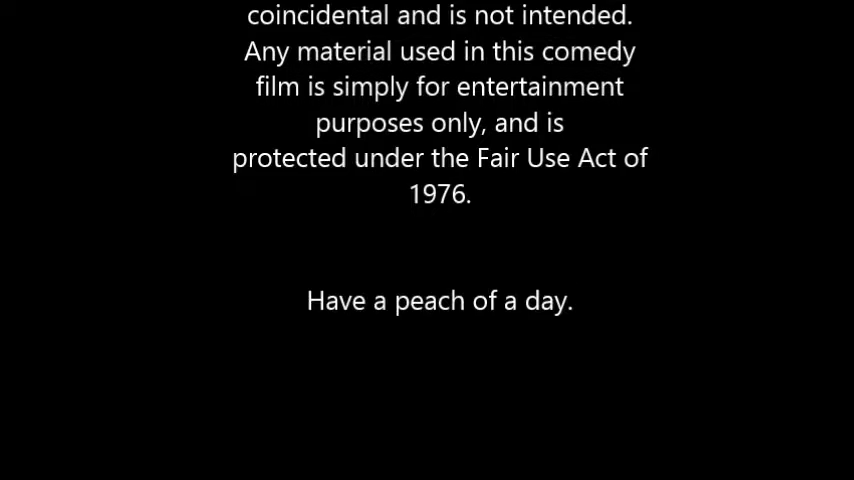 coincidental and is not intended.
Any material used in this comedy
film is simply for entertainment
purposes only, and is
protected under the Fair Use Act of
1976.
Have a peach of a day.